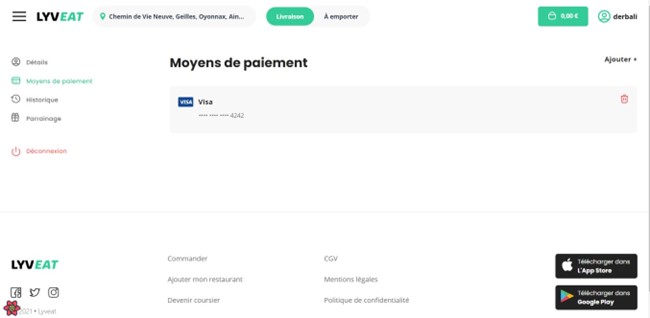 LYVEAT
Chemin de Vie Neuve, Geilles, Oyonnax, Ain...
Livraison
À emporter
0,00 €
derbali
Détails
Moyens de paiement
Historique
Parrainage
Déconnexion
Moyens de paiement
Ajouter +
VISA
Visa
•••• •••• •••• 4242
LYVEAT
2021 • Lyveat
Commander
Ajouter mon restaurant
Devenir coursier
CGV
Mentions légales
Politique de confidentialité
Télécharger dans
L'App Store
Télécharger dans
Google Play